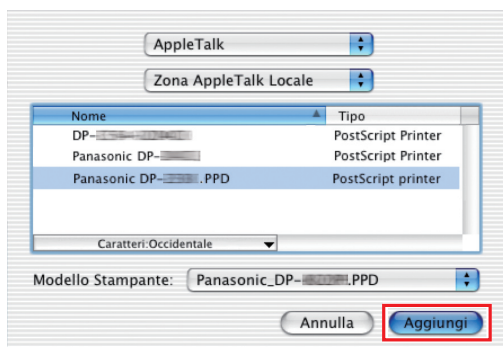 AppleTalk
Zona AppleTalk Locale
Nome Tipo
DP- PostScript Printer
Panasonic DP- PostScript Printer
Panasonic DP- .PPD PostScript printer
Caratteri:Occidentale
Modello Stampante: Panasonic_DP- .PPD
Annulla Aggiungi